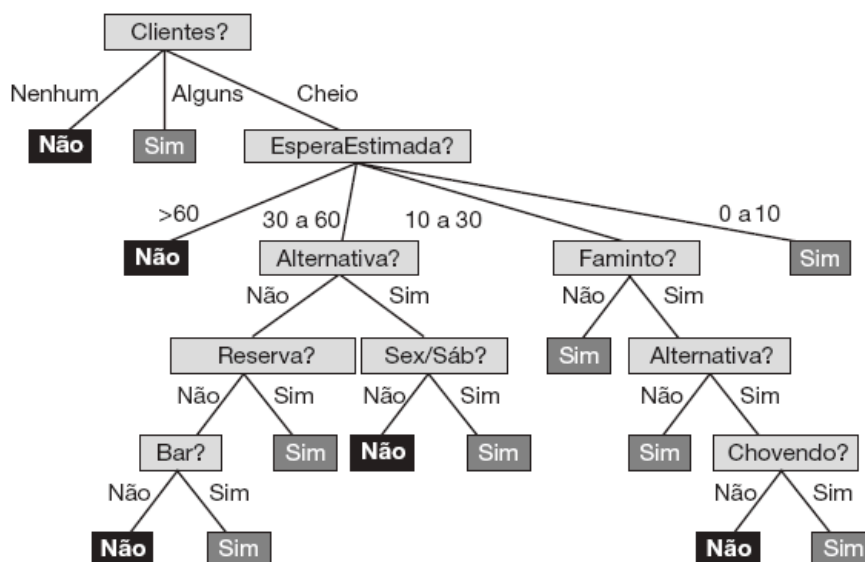 Clientes?
Nenhum Alguns Cheio
Não Sim EsperaEstimada?
>60 30 a 60 10 a 30 0 a 10
Não Alternativa? Faminto? Sim
Não Sim Não Sim
Reserva? Sex/Sáb? Sim Alternativa?
Não Sim Não Sim Não Sim
Bar? Sim Não Sim Sim Chovendo?
Não Sim Não Sim
Não Sim Não Sim